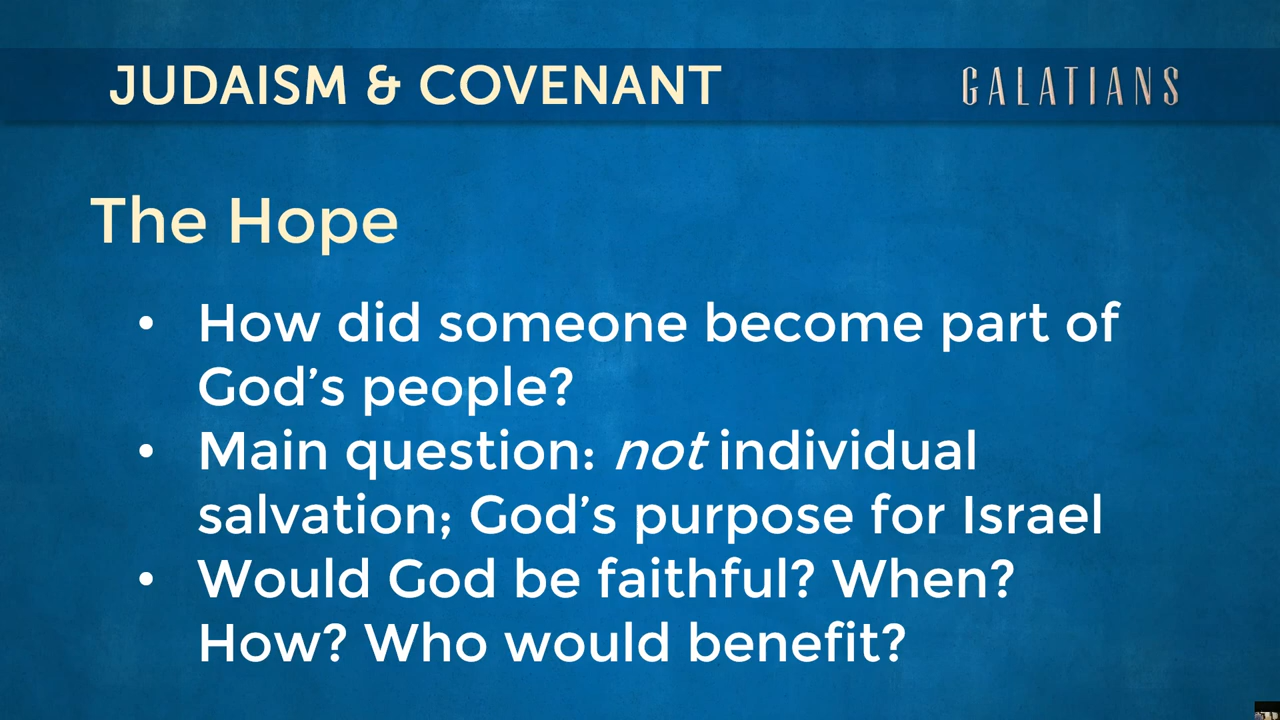 JUDAISM & COVENANT
GALATIANS
The Hope
• How did someone become part of
God's people?
• Main question: not individual
salvation; God's purpose for Israel
• Would God be faithful? When?
How? Who would benefit?